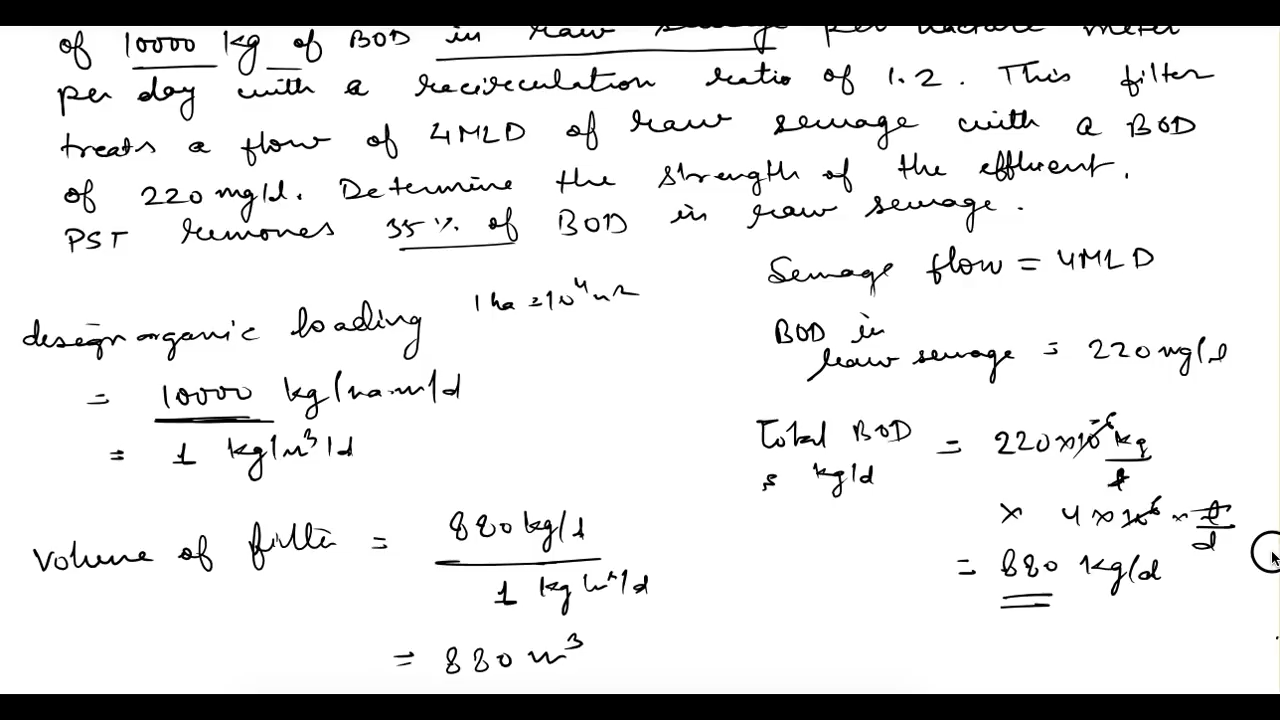 of 10000 kg of BOD in raw sewage per hectare meter
per day with a recirculation ratio of 1.2. This filter
treats a flow of 4MLD of raw sewage with a BOD
of 220 mg/l. Determine the strength of the effluent.
PST removes 35% of BOD in raw sewage.
Sewage flow = 4MLD
1 ha = 10⁴ m²
design organic loading
BOD in
raw sewage = 220 mg/l
= 10000 kg/ha.m/d
= 1 kg/m³/d
Total BOD = 220×10⁻⁶ kg/l
kg/d
× 4×10⁶ × l/d
= 880 kg/d
Volume of filter = 880 kg/d
1 kg/m³/d
= 880 m³